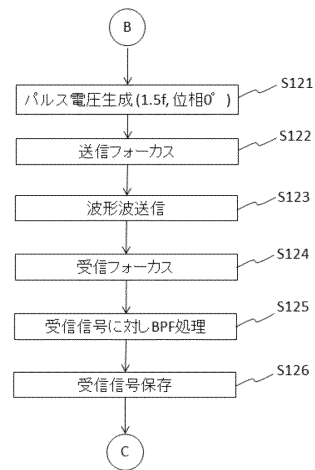 B
パルス電圧生成(1.5f, 位相0°)
S121
送信フォーカス
S122
波形波送信
S123
受信フォーカス
S124
受信信号に対しBPF処理
S125
受信信号保存
S126
C